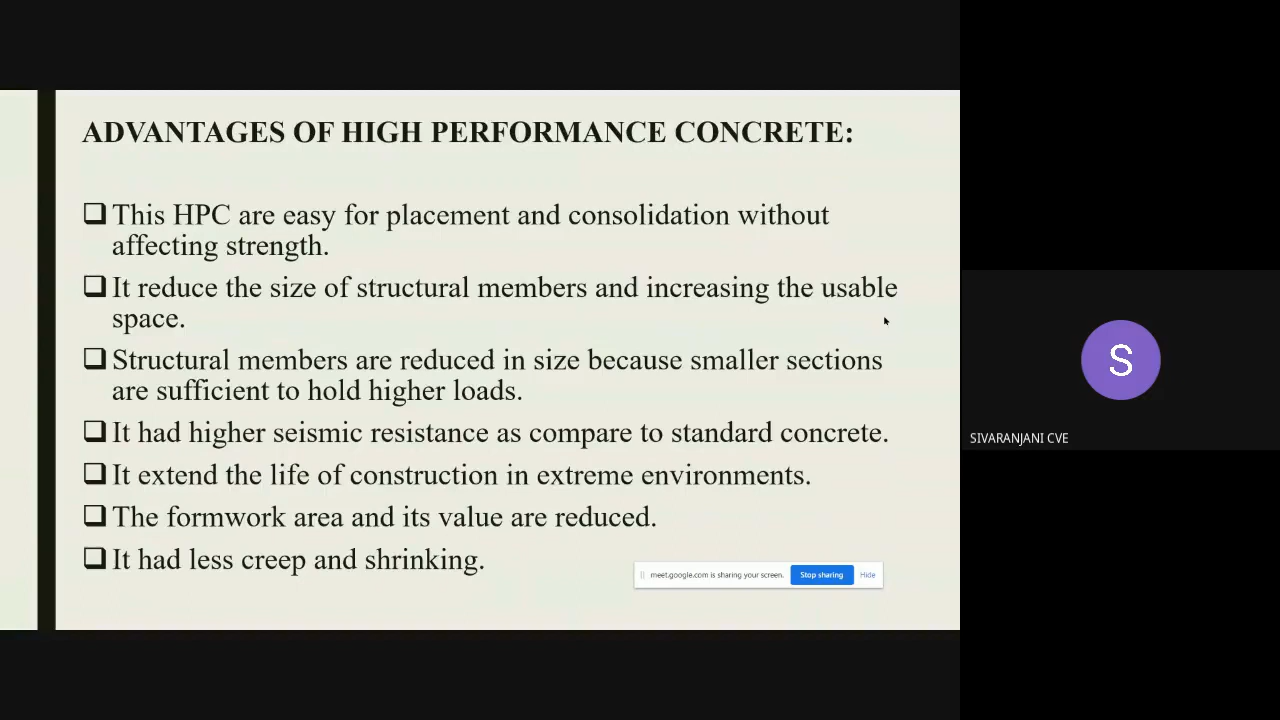 ADVANTAGES OF HIGH PERFORMANCE CONCRETE:
This HPC are easy for placement and consolidation without
affecting strength.
It reduce the size of structural members and increasing the usable
space.
Structural members are reduced in size because smaller sections
are sufficient to hold higher loads.
It had higher seismic resistance as compare to standard concrete.
It extend the life of construction in extreme environments.
The formwork area and its value are reduced.
It had less creep and shrinking.
meet.google.com is sharing your screen. Stop sharing Hide
S
SIVARANJANI CVE